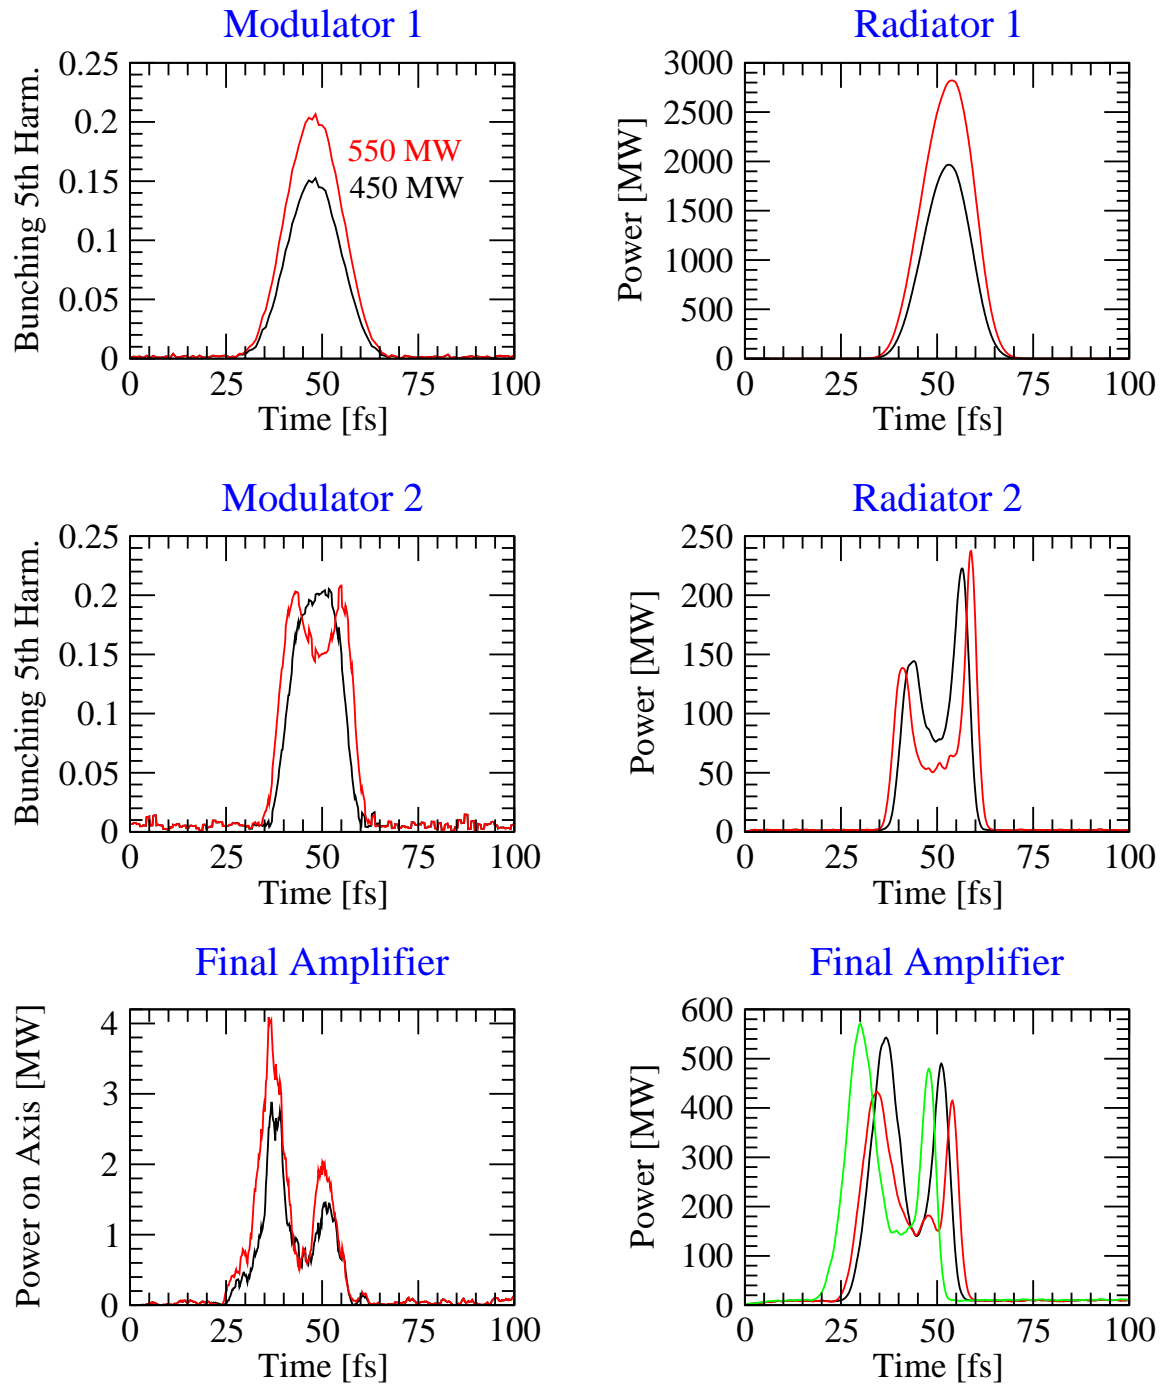 Modulator 1
Bunching 5th Harm.
0.25
0.2
0.15
0.1
0.05
0
550 MW
450 MW
0 25 50 75 100
Time [fs]
Radiator 1
Power [MW]
3000
2500
2000
1500
1000
500
0
0 25 50 75 100
Time [fs]
Modulator 2
Bunching 5th Harm.
0.25
0.2
0.15
0.1
0.05
0
0 25 50 75 100
Time [fs]
Radiator 2
Power [MW]
250
200
150
100
50
0
0 25 50 75 100
Time [fs]
Final Amplifier
Power on Axis [MW]
4
3
2
1
0
0 25 50 75 100
Time [fs]
Final Amplifier
Power [MW]
600
500
400
300
200
100
0
0 25 50 75 100
Time [fs]